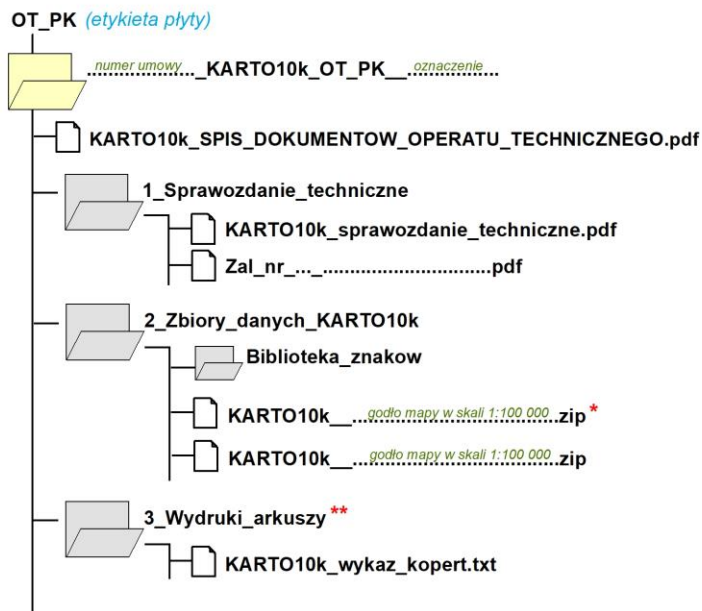 OT_PK (etykieta płyty)
...numer umowy..................._KARTO10k_OT_PK__......oznaczenie...............
KARTO10k_SPIS_DOKUMENTOW_OPERATU_TECHNICZNEGO.pdf
1_Sprawozdanie_techniczne
KARTO10k_sprawozdanie_techniczne.pdf
Zal_nr_..._..................................pdf
2_Zbiory_danych_KARTO10k
Biblioteka_znakow
KARTO10k__...godło mapy w skali 1:100 000...zip *
KARTO10k__...godło mapy w skali 1:100 000...zip
3_Wydruki_arkuszy **
KARTO10k_wykaz_kopert.txt